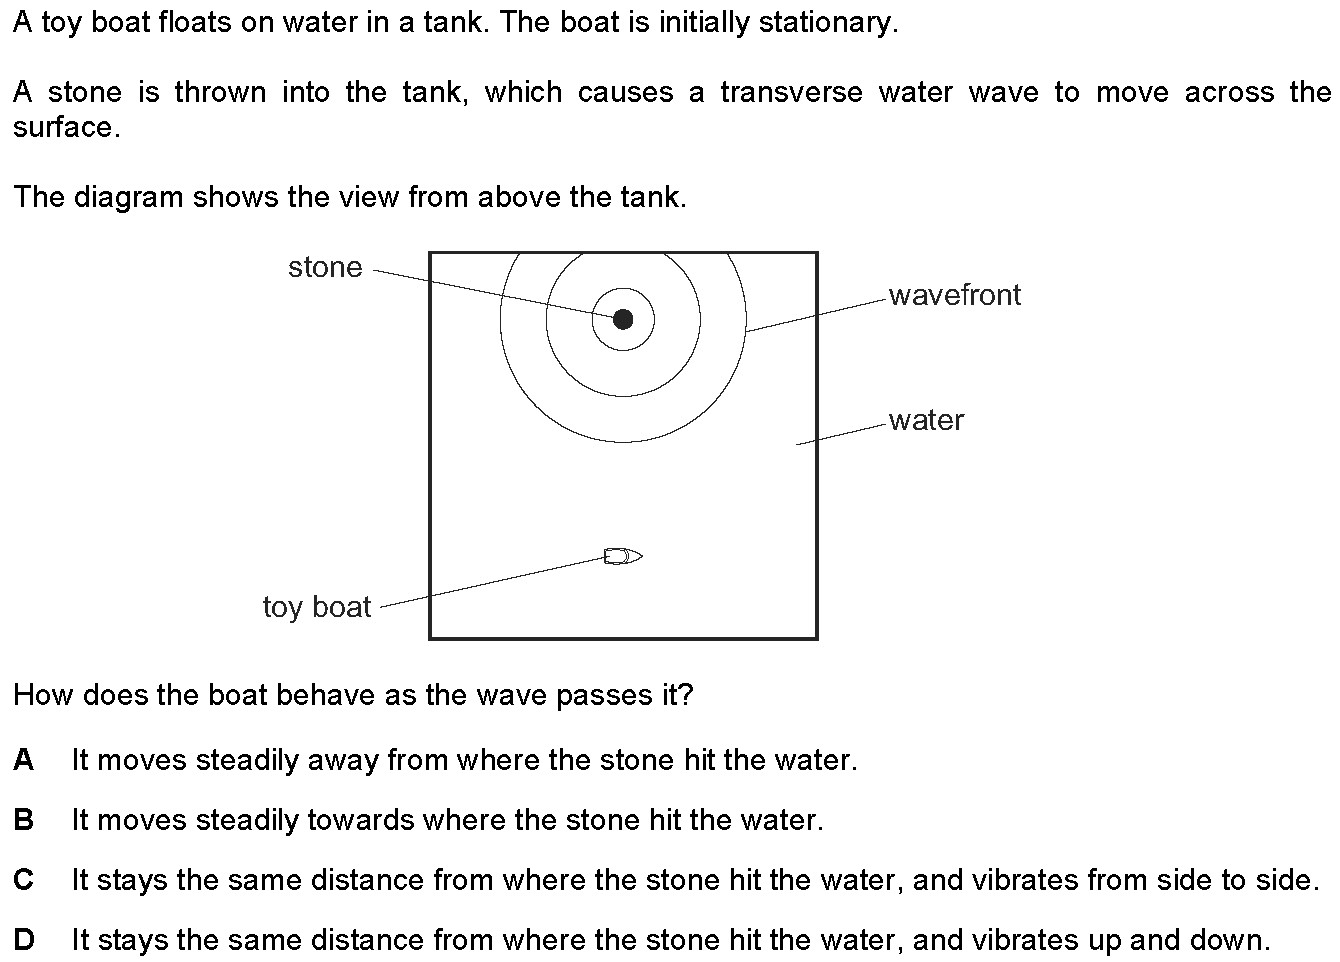 A toy boat floats on water in a tank. The boat is initially stationary.
A stone is thrown into the tank, which causes a transverse water wave to move across the
surface.
The diagram shows the view from above the tank.
stone
wavefront
water
toy boat
How does the boat behave as the wave passes it?
A It moves steadily away from where the stone hit the water.
B It moves steadily towards where the stone hit the water.
C It stays the same distance from where the stone hit the water, and vibrates from side to side.
D It stays the same distance from where the stone hit the water, and vibrates up and down.